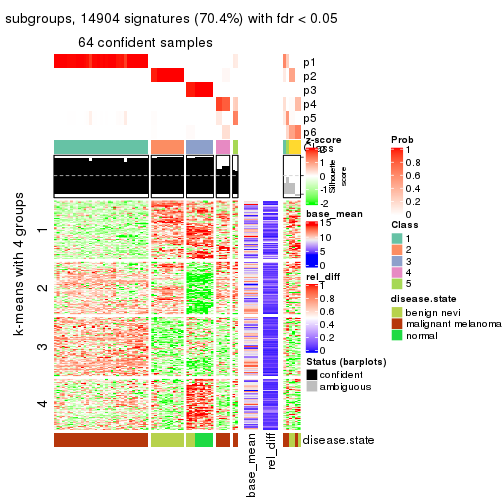 subgroups, 14904 signatures (70.4%) with fdr < 0.05
64 confident samples
p1
p2
p3
p4
p5
p6
Class
z-score
-1
-2
Silhouette
score
base_mean
15
10
5
0
rel_diff
1
0.8
0.6
0.4
0.2
0
Status (barplots)
confident
ambiguous
Prob
1
0.8
0.6
0.4
0.2
0
Class
1
2
3
4
5
disease.state
benign nevi
malignant melanoma
normal
k-means with 4 groups
1
2
3
4
base_mean
rel_diff
disease.state